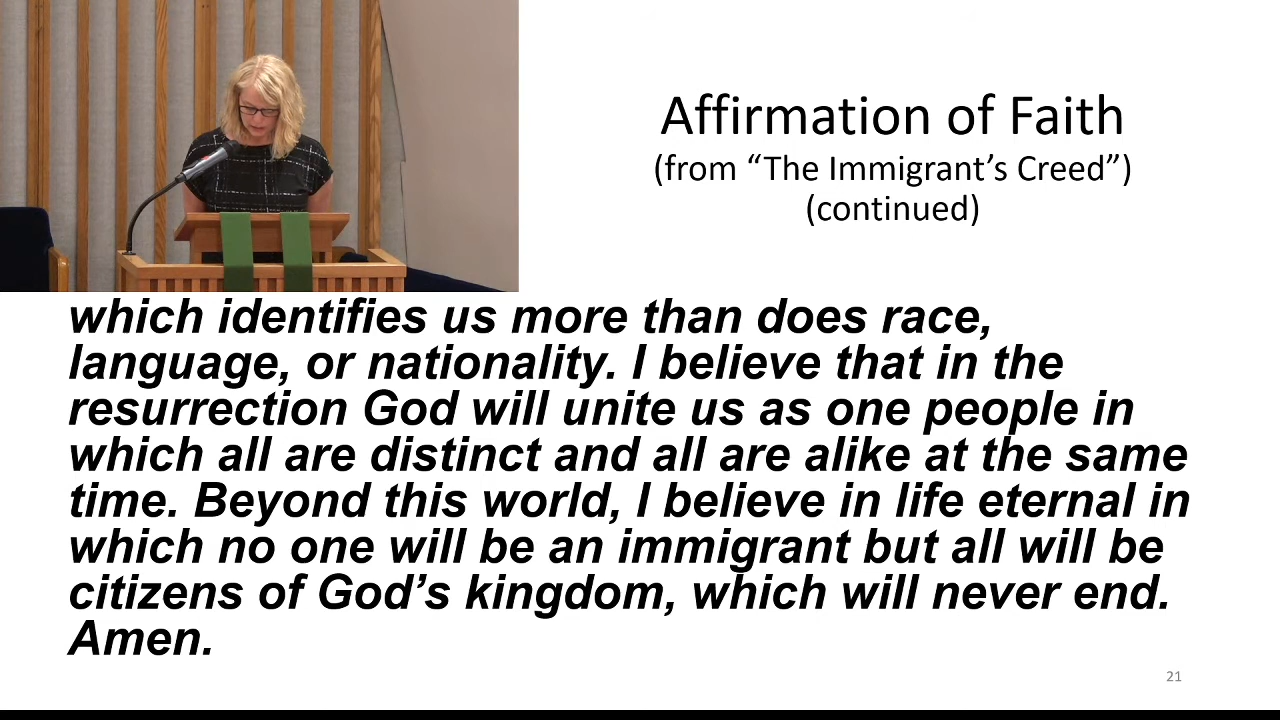 Affirmation of Faith
(from “The Immigrant’s Creed”)
(continued)
which identifies us more than does race,
language, or nationality. I believe that in the
resurrection God will unite us as one people in
which all are distinct and all are alike at the same
time. Beyond this world, I believe in life eternal in
which no one will be an immigrant but all will be
citizens of God’s kingdom, which will never end.
Amen.
21